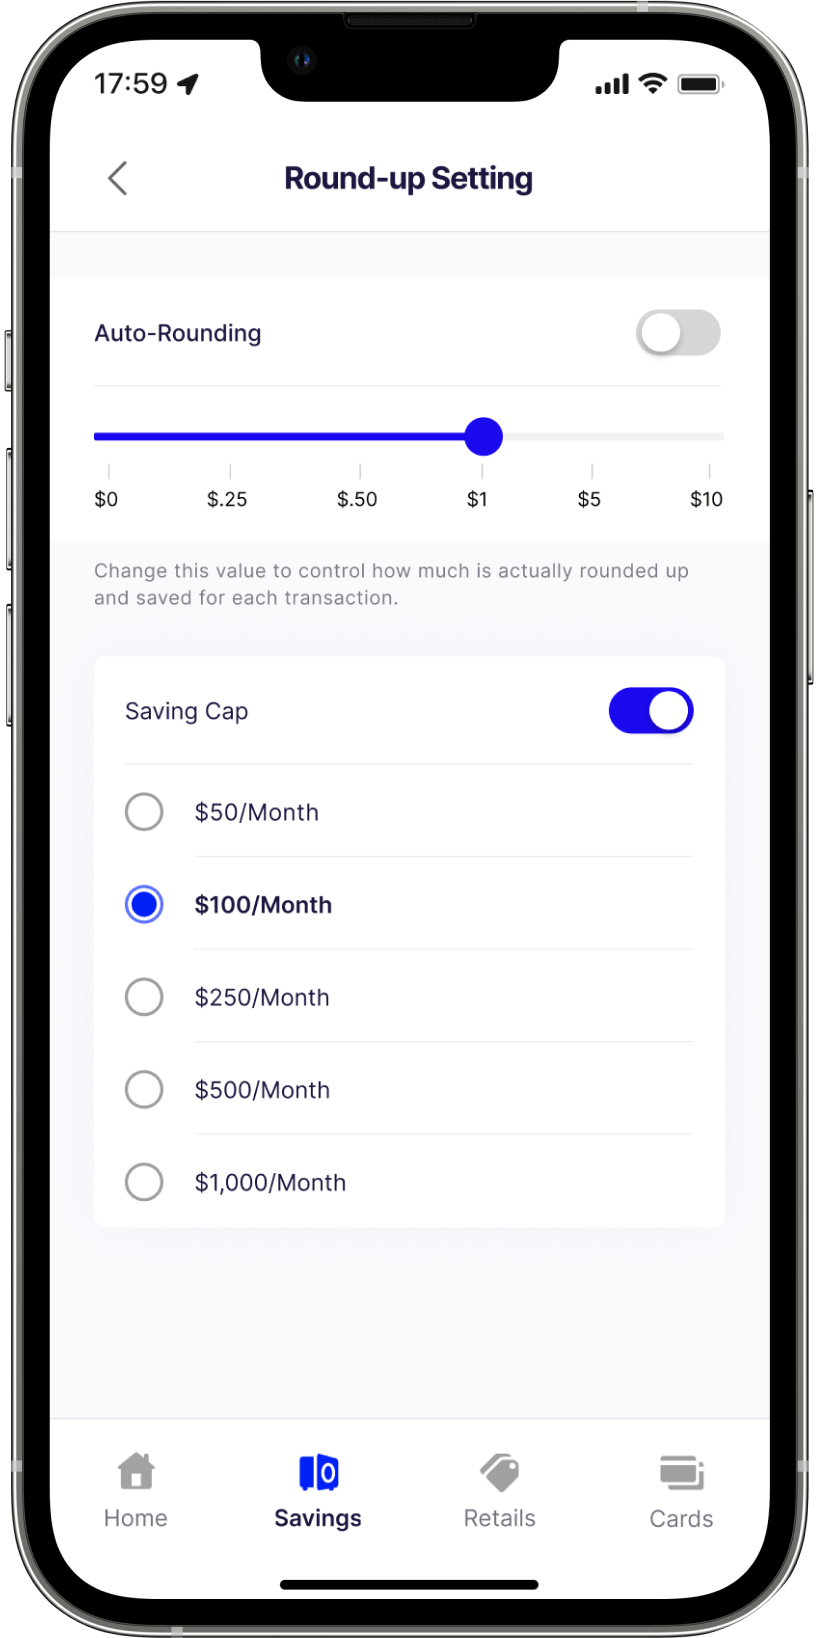 17:59
Round-up Setting
Auto-Rounding
$0 $.25 $.50 $1 $5 $10
Change this value to control how much is actually rounded up
and saved for each transaction.
Saving Cap
$50/Month
$100/Month
$250/Month
$500/Month
$1,000/Month
Home Savings Retails Cards